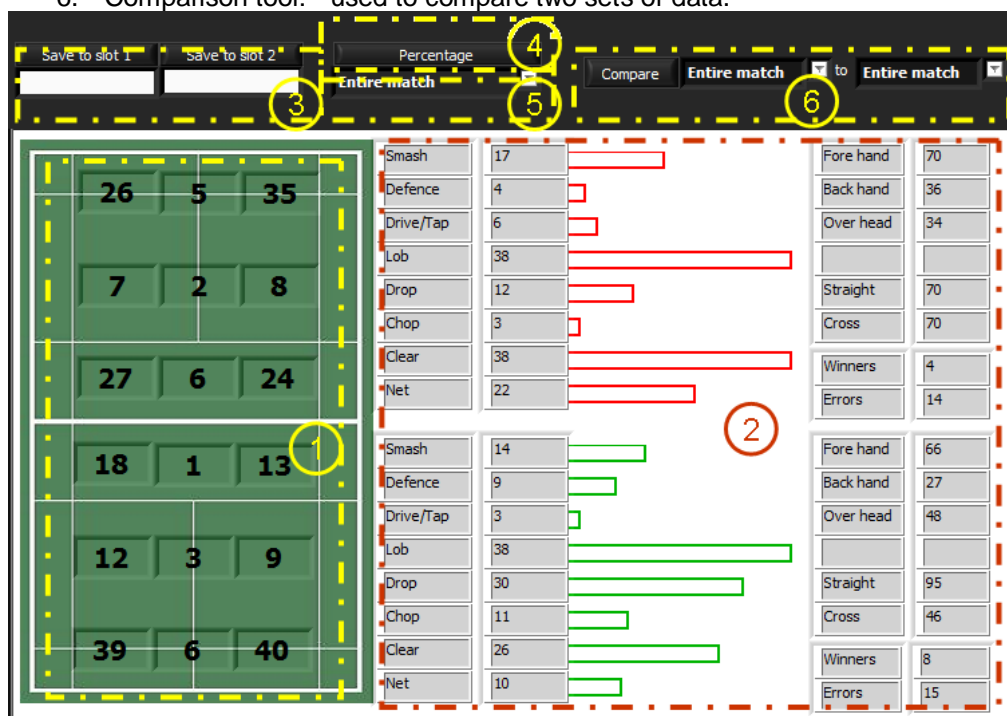 6. Comparison tool. used to compare two sets of data.
Save to slot 1 Save to slot 2 Percentage 4
Entire match Compare Entire match to Entire match
3 5 6
26 5 35
7 2 8
27 6 24
18 1 13
12 3 9
39 6 40
1
Smash 17 Fore hand 70
Defence 4 Back hand 36
Drive/Tap 6 Over head 34
Lob 38
Drop 12 Straight 70
Chop 3 Cross 70
Clear 38 Winners 4
Net 22 Errors 14
2
Smash 14 Fore hand 66
Defence 9 Back hand 27
Drive/Tap 3 Over head 48
Lob 38
Drop 30 Straight 95
Chop 11 Cross 46
Clear 26 Winners 8
Net 10 Errors 15